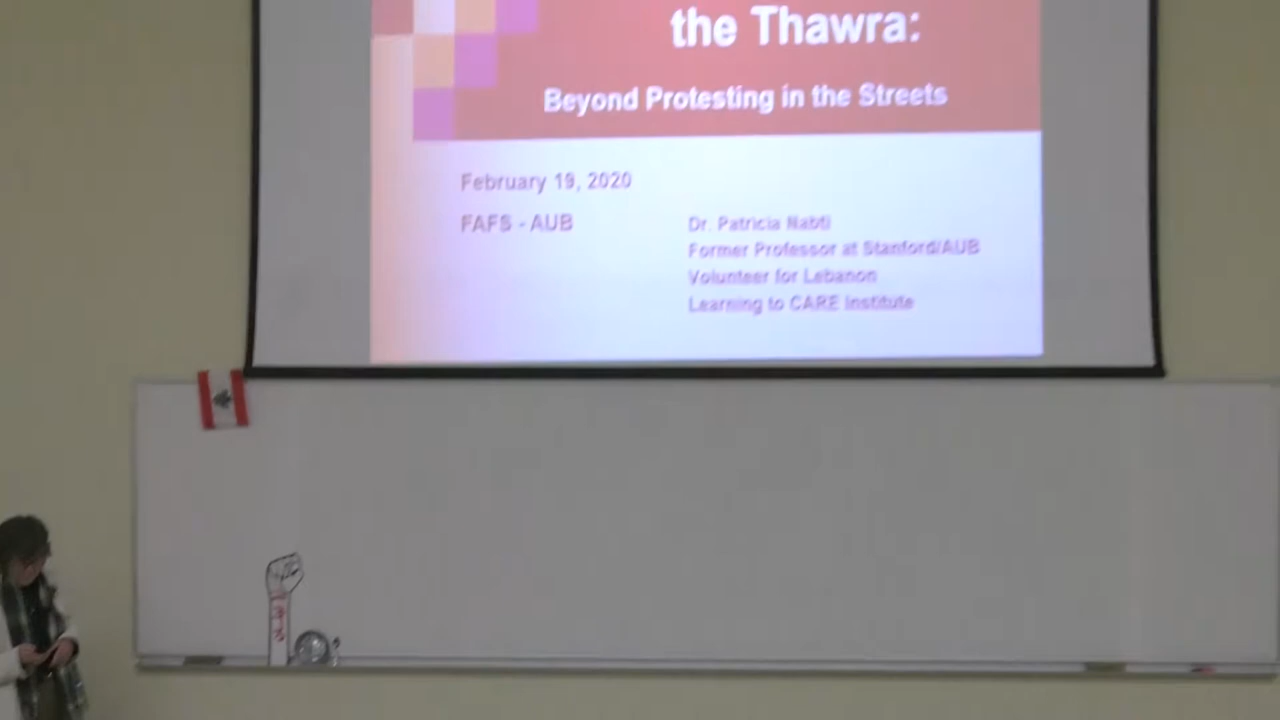 the Thawra:
Beyond Protesting in the Streets
February 19, 2020
FAFS - AUB
Dr. Patricia Nabti
Former Professor at Stanford/AUB
Volunteer for Lebanon
Learning to CARE Institute